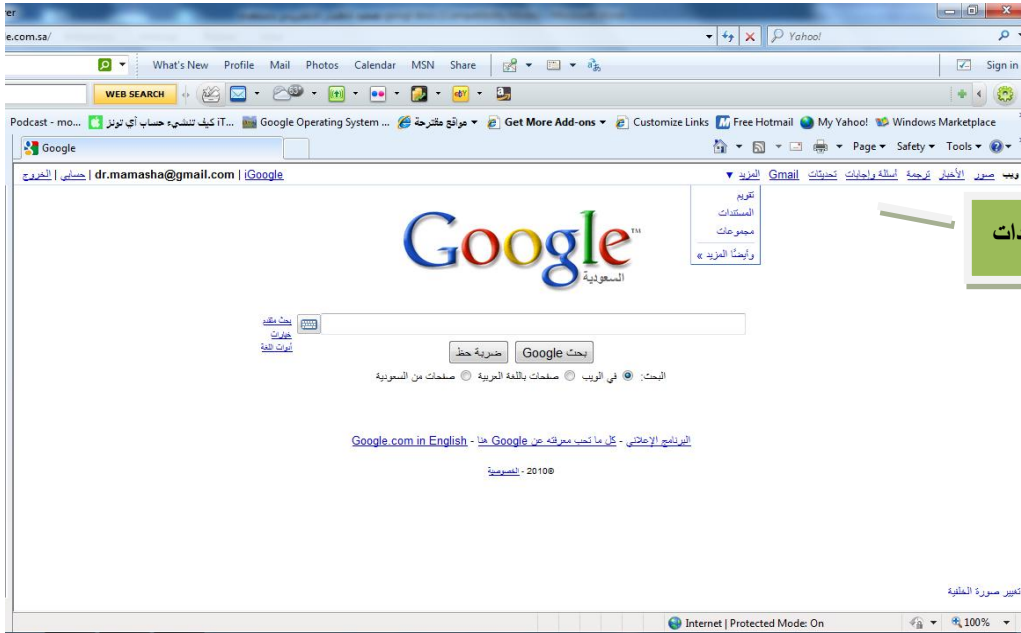 ver
e.com.sa/
Yahoo!
What's New Profile Mail Photos Calendar MSN Share
Sign in
WEB SEARCH
Podcast - mo... iT... كيف تنشيء حساب أي تونز Google Operating System ... مواقع مقترحة Get More Add-ons Customize Links Free Hotmail My Yahoo! Windows Marketplace
Google
Page Safety Tools
ويب صور الأخبار ترجمة أسئلة وإجابات تحديثات Gmail المزيد ▼
dr.mamasha@gmail.com | iGoogle | حسابي | الخروج
تقويم
المستندات
مجموعات
وأيضًا المزيد »
دات
Google™
السعودية
بحث متقدم
خيارات
أدوات اللغة
بحث Google ضربة حظ
البحث: في الويب صفحات باللغة العربية صفحات من السعودية
البرنامج الإعلاني - كل ما تحب معرفته عن Google هنا - Google.com in English
©2010 - الخصوصية
تغيير صورة الخلفية
Internet | Protected Mode: On
100%